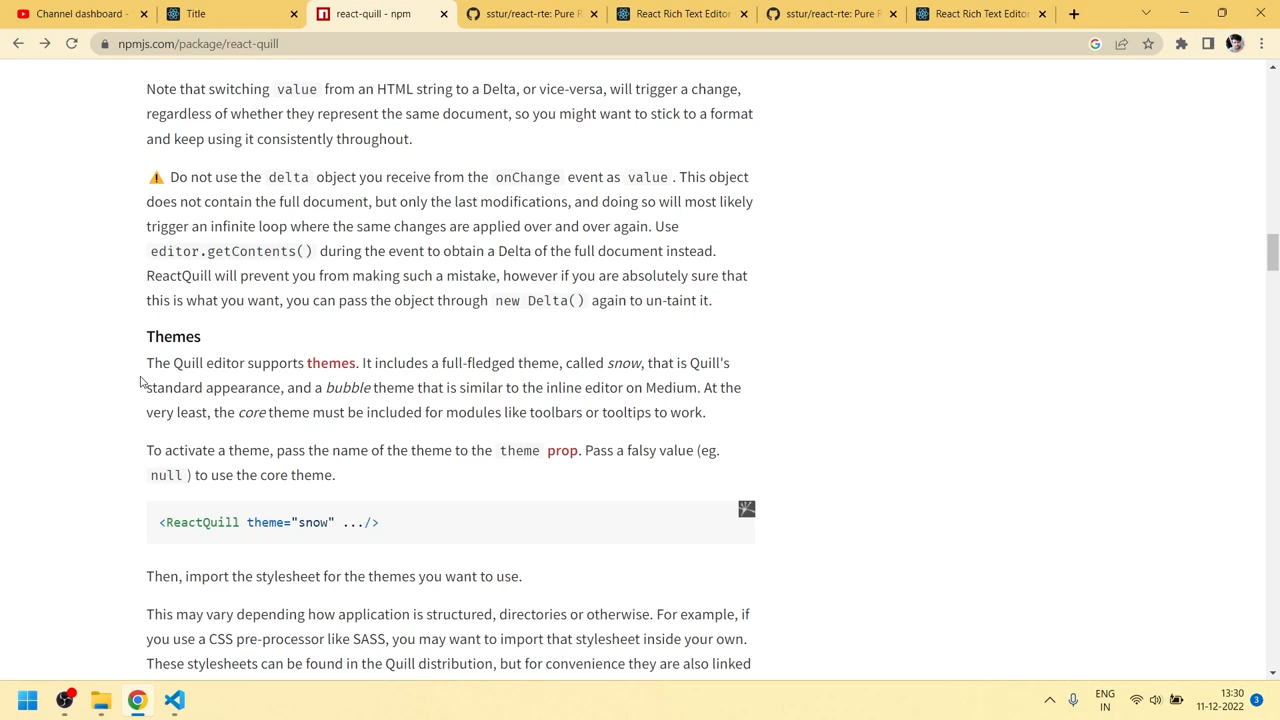 Channel dashboard -
Title
react-quill - npm
sstur/react-rte: Pure R
React Rich Text Editor
sstur/react-rte: Pure R
React Rich Text Editor
npmjs.com/package/react-quill
Note that switching value from an HTML string to a Delta, or vice-versa, will trigger a change,
regardless of whether they represent the same document, so you might want to stick to a format
and keep using it consistently throughout.
⚠️ Do not use the delta object you receive from the onChange event as value. This object
does not contain the full document, but only the last modifications, and doing so will most likely
trigger an infinite loop where the same changes are applied over and over again. Use
editor.getContents() during the event to obtain a Delta of the full document instead.
ReactQuill will prevent you from making such a mistake, however if you are absolutely sure that
this is what you want, you can pass the object through new Delta() again to un-taint it.
Themes
The Quill editor supports themes. It includes a full-fledged theme, called snow, that is Quill's
standard appearance, and a bubble theme that is similar to the inline editor on Medium. At the
very least, the core theme must be included for modules like toolbars or tooltips to work.
To activate a theme, pass the name of the theme to the theme prop. Pass a falsy value (eg.
null) to use the core theme.
<ReactQuill theme="snow" .../>
Then, import the stylesheet for the themes you want to use.
This may vary depending how application is structured, directories or otherwise. For example, if
you use a CSS pre-processor like SASS, you may want to import that stylesheet inside your own.
These stylesheets can be found in the Quill distribution, but for convenience they are also linked
ENG
IN
13:30
11-12-2022
3